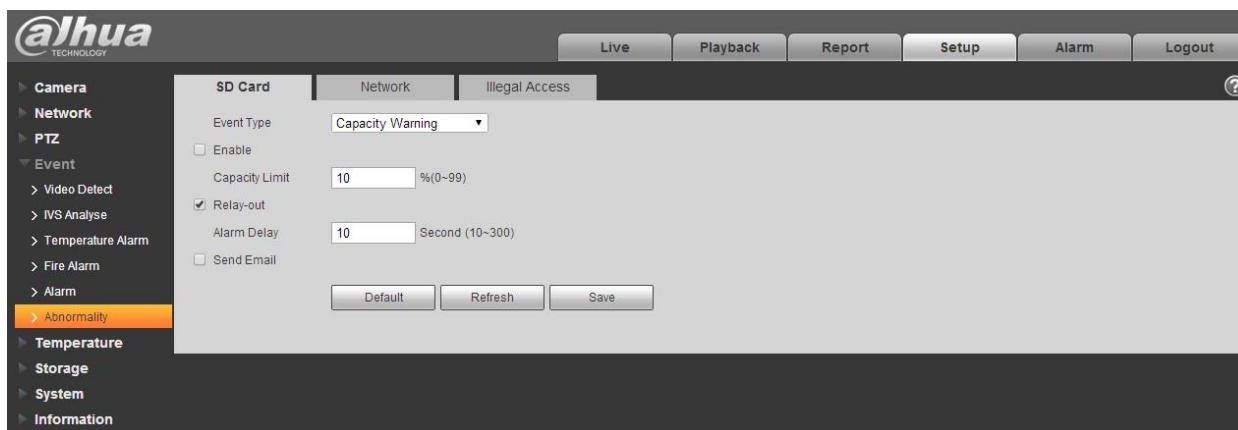 alhua
TECHNOLOGY
Live Playback Report Setup Alarm Logout
Camera
Network
PTZ
Event
> Video Detect
> IVS Analyse
> Temperature Alarm
> Fire Alarm
> Alarm
> Abnormality
Temperature
Storage
System
Information
SD Card Network Illegal Access
?
Event Type Capacity Warning
Enable
Capacity Limit 10 %(0~99)
Relay-out
Alarm Delay 10 Second (10~300)
Send Email
Default Refresh Save